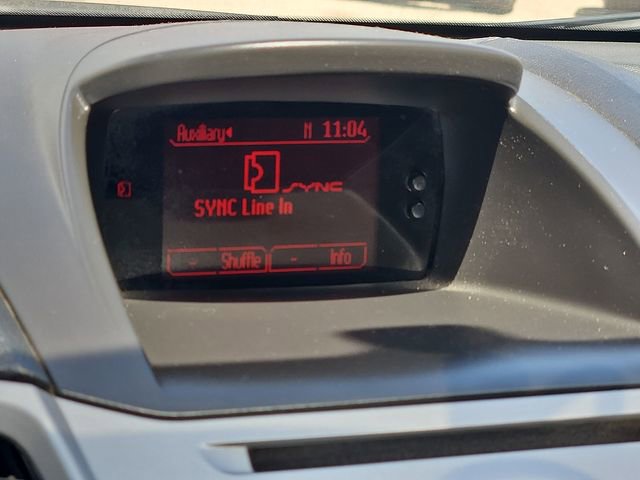 Auxiliary N 11:04
SYNC
SYNC Line In
- Shuffle - Info